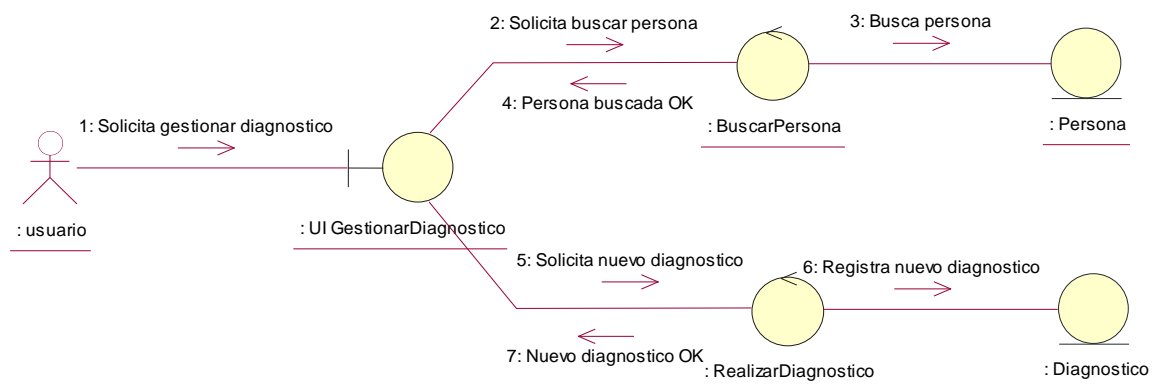 2: Solicita buscar persona
3: Busca persona
4: Persona buscada OK
: BuscarPersona
: Persona
1: Solicita gestionar diagnostico
: usuario
: UI GestionarDiagnostico
5: Solicita nuevo diagnostico
6: Registra nuevo diagnostico
7: Nuevo diagnostico OK
: RealizarDiagnostico
: Diagnostico